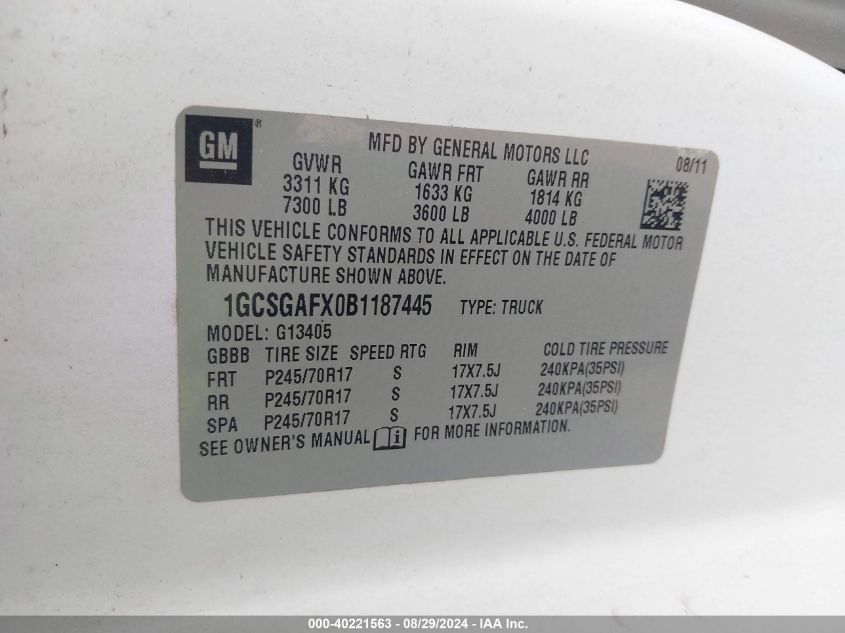 GM®
MFD BY GENERAL MOTORS LLC
08/11
GVWR GAWR FRT GAWR RR
3311 KG 1633 KG 1814 KG
7300 LB 3600 LB 4000 LB
THIS VEHICLE CONFORMS TO ALL APPLICABLE U.S. FEDERAL MOTOR
VEHICLE SAFETY STANDARDS IN EFFECT ON THE DATE OF
MANUFACTURE SHOWN ABOVE.
1GCSGAFX0B1187445 TYPE: TRUCK
MODEL: G13405
GBBB TIRE SIZE SPEED RTG RIM COLD TIRE PRESSURE
FRT P245/70R17 S 17X7.5J 240KPA(35PSI)
RR P245/70R17 S 17X7.5J 240KPA(35PSI)
SPA P245/70R17 S 17X7.5J 240KPA(35PSI)
SEE OWNER'S MANUAL i FOR MORE INFORMATION.
000-40221563 - 08/29/2024 - IAA Inc.